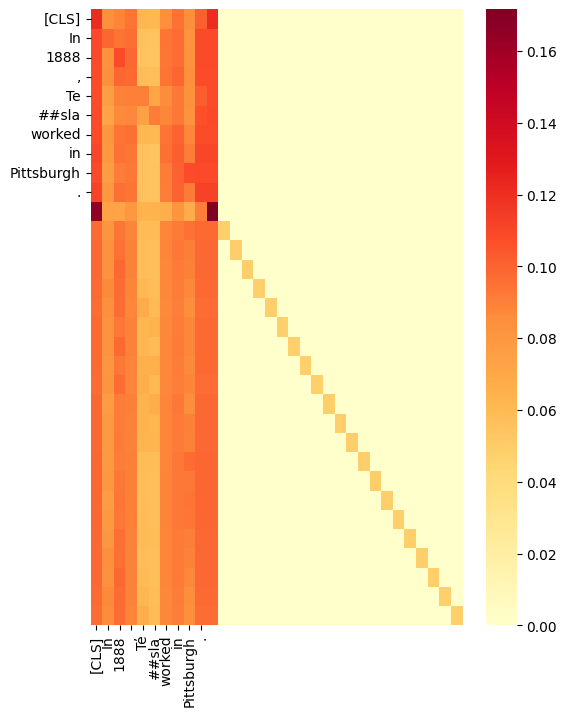 [CLS]
In
1888
,
Te
##sla
worked
in
Pittsburgh
.
[CLS]
In
1888
,
Te
##sla
worked
in
Pittsburgh
.
0.16
0.14
0.12
0.10
0.08
0.06
0.04
0.02
0.00